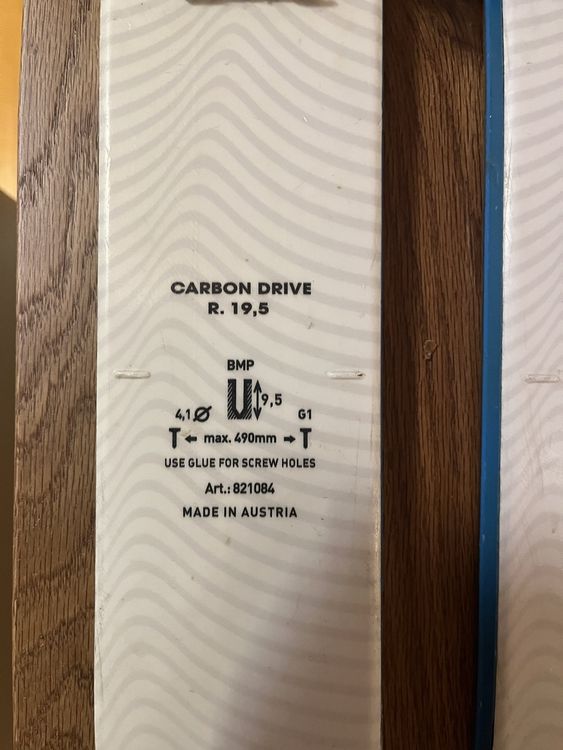 CARBON DRIVE
R. 19,5
BMP
9,5
4,1 Ø G1
max. 490mm
USE GLUE FOR SCREW HOLES
Art.: 821084
MADE IN AUSTRIA